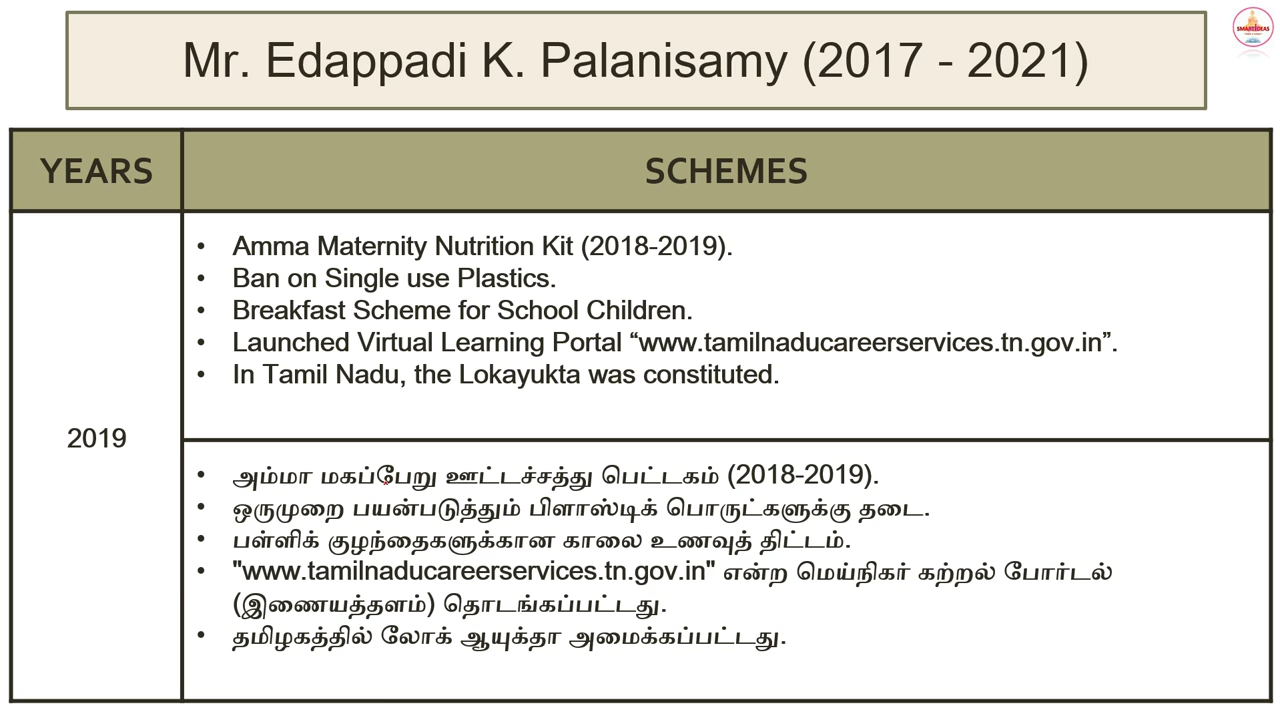 Mr. Edappadi K. Palanisamy (2017 - 2021)
SMARTIDEAS
YEARS
SCHEMES
2019
• Amma Maternity Nutrition Kit (2018-2019).
• Ban on Single use Plastics.
• Breakfast Scheme for School Children.
• Launched Virtual Learning Portal “www.tamilnaducareerservices.tn.gov.in”.
• In Tamil Nadu, the Lokayukta was constituted.
• அம்மா மகப்பேறு ஊட்டச்சத்து பெட்டகம் (2018-2019).
• ஒருமுறை பயன்படுத்தும் பிளாஸ்டிக் பொருட்களுக்கு தடை.
• பள்ளிக் குழந்தைகளுக்கான காலை உணவுத் திட்டம்.
• "www.tamilnaducareerservices.tn.gov.in" என்ற மெய்நிகர் கற்றல் போர்டல்
(இணையத்தளம்) தொடங்கப்பட்டது.
• தமிழகத்தில் லோக் ஆயுக்தா அமைக்கப்பட்டது.